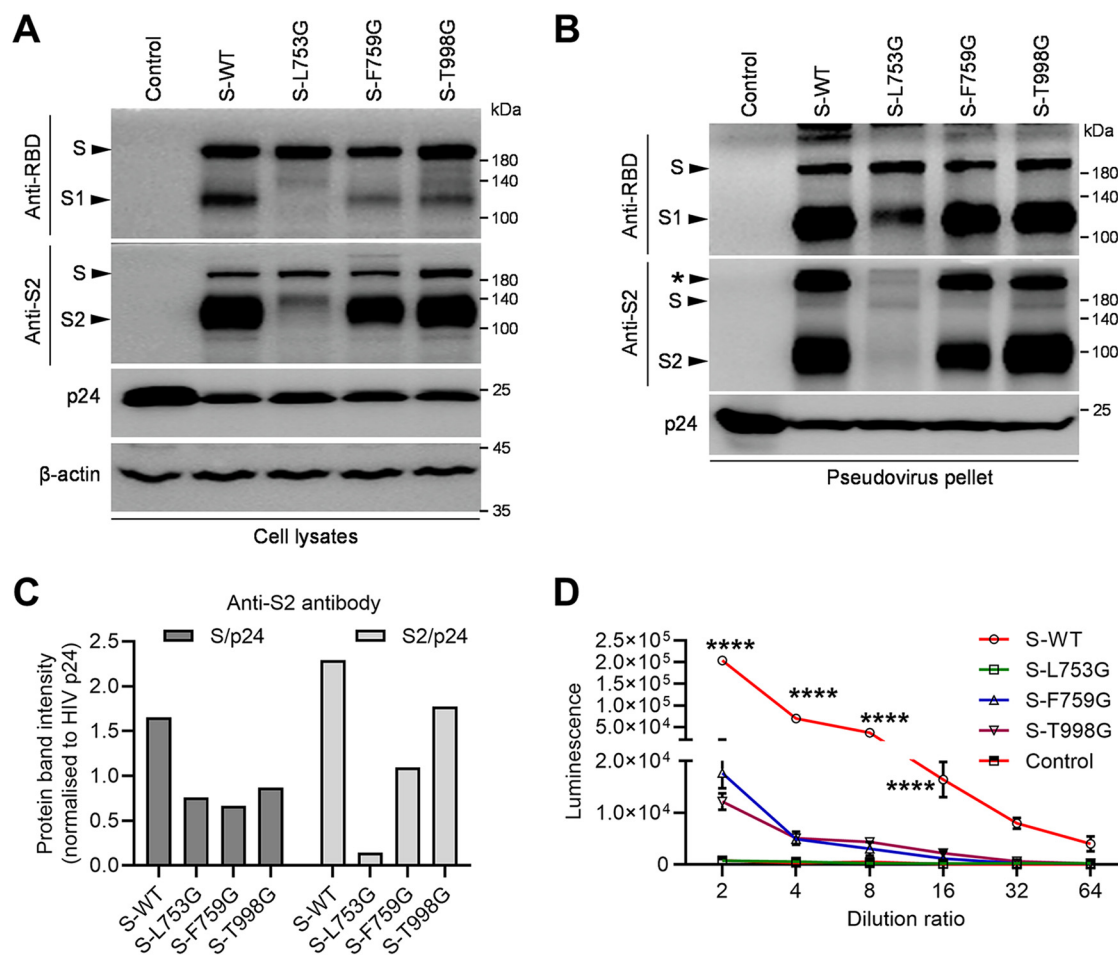 A
Control
S-WT
S-L753G
S-F759G
S-T998G
kDa
Anti-RBD
S
S1
180
140
100
Anti-S2
S
S2
180
140
100
p24
25
β-actin
45
35
Cell lysates
B
Control
S-WT
S-L753G
S-F759G
S-T998G
kDa
Anti-RBD
S
S1
180
140
100
Anti-S2
*
S
S2
180
140
100
p24
25
Pseudovirus pellet
C
Anti-S2 antibody
S/p24
S2/p24
Protein band intensity
(normalised to HIV p24)
2.5
2.0
1.5
1.0
0.5
0.0
S-WT
S-L753G
S-F759G
S-T998G
S-WT
S-L753G
S-F759G
S-T998G
D
Luminescence
2.5×10⁵
2.0×10⁵
1.5×10⁵
1.0×10⁵
5.0×10⁴
2.0×10⁴
1.0×10⁴
0
****
****
****
****
S-WT
S-L753G
S-F759G
S-T998G
Control
2 4 8 16 32 64
Dilution ratio